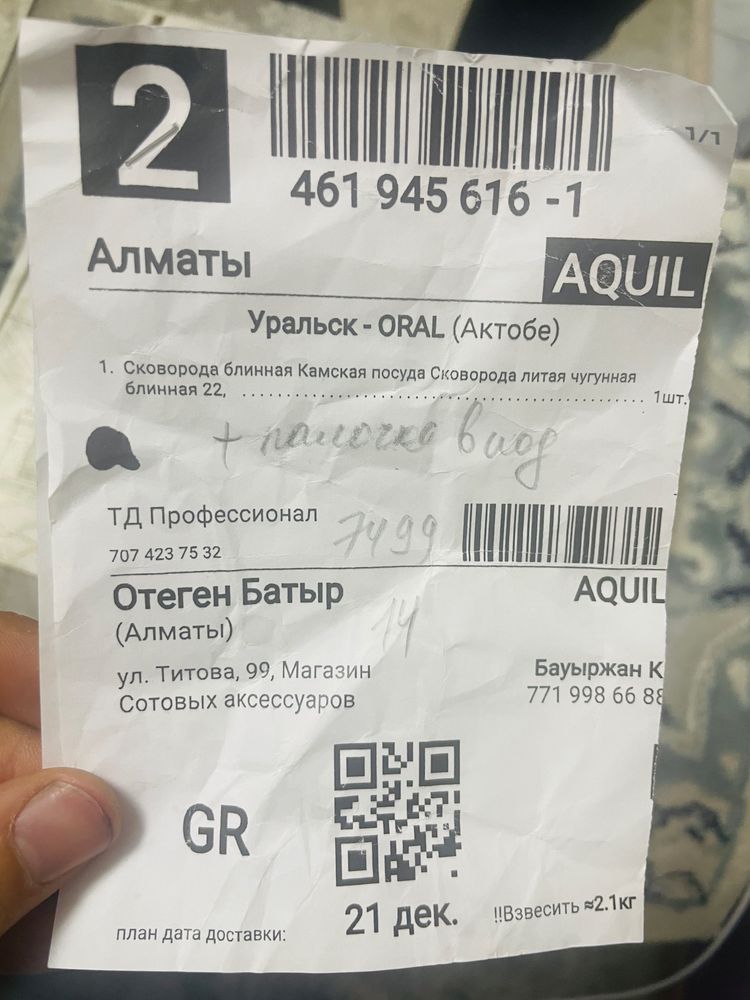 2
1/1
461 945 616 -1
Алматы
AQUIL
Уральск - ORAL (Актобе)
1. Сковорода блинная Камская посуда Сковорода литая чугунная
блинная 22, ........................................................ 1шт.
+ палочка в под
ТД Профессионал
7499
707 423 75 32
Отеген Батыр
AQUIL
(Алматы)
14
ул. Титова, 99, Магазин
Сотовых аксессуаров
Бауыржан К
771 998 66 88
GR
план дата доставки:
21 дек.
!!Взвесить ≈2.1кг